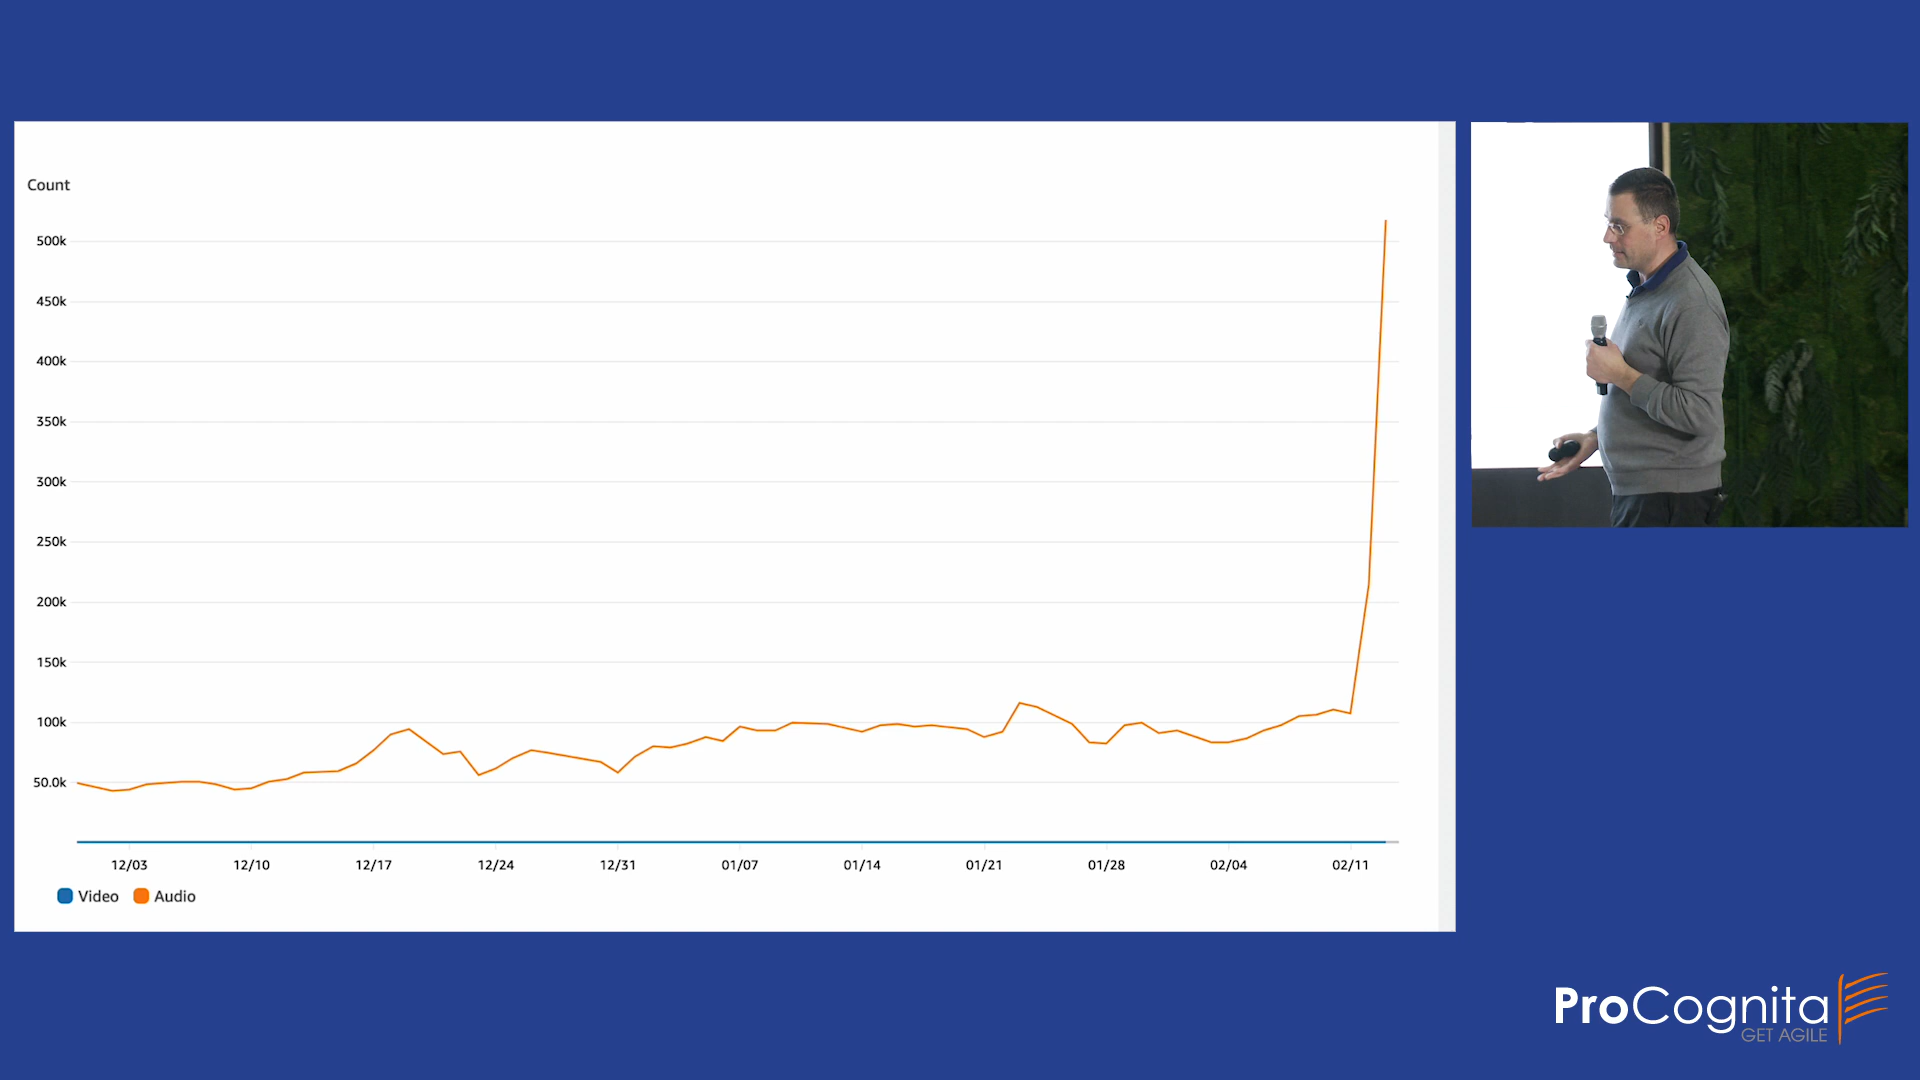 Count
500k
450k
400k
350k
300k
250k
200k
150k
100k
50.0k
12/03 12/10 12/17 12/24 12/31 01/07 01/14 01/21 01/28 02/04 02/11
Video Audio
ProCognita
GET AGILE